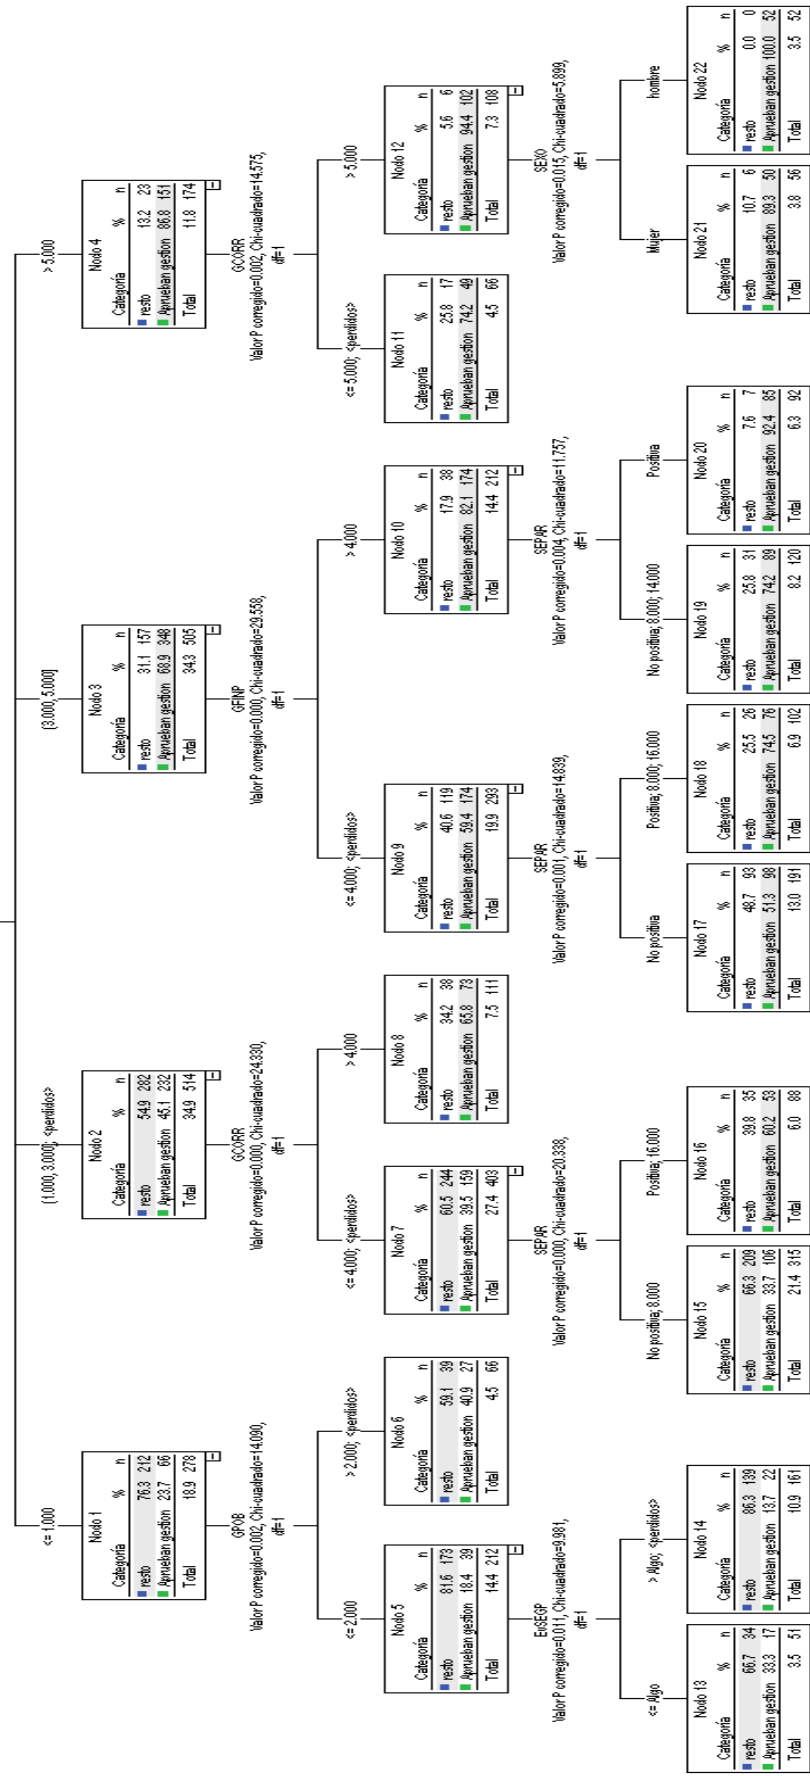 <= 1.000
(1.000, 3.000]; <perdidos>
(3.000, 5.000]
> 5.000
Nodo 1
Categoría % n
resto 76.3 212
Aprueban gestion 23.7 66
Total 18.9 278
GPOB
Valor P corregido=0.002, Chi-cuadrado=14.090,
df=1
Nodo 2
Categoría % n
resto 54.9 282
Aprueban gestion 45.1 232
Total 34.9 514
GCORR
Valor P corregido=0.000, Chi-cuadrado=24.330,
df=1
Nodo 3
Categoría % n
resto 31.1 157
Aprueban gestion 68.9 348
Total 34.3 505
GFINP
Valor P corregido=0.000, Chi-cuadrado=29.558,
df=1
Nodo 4
Categoría % n
resto 13.2 23
Aprueban gestion 86.8 151
Total 11.8 174
GCORR
Valor P corregido=0.002, Chi-cuadrado=14.575,
df=1
<= 2.000
> 2.000; <perdidos>
<= 4.000; <perdidos>
> 4.000
<= 4.000; <perdidos>
> 4.000
<= 5.000; <perdidos>
> 5.000
Nodo 5
Categoría % n
resto 81.6 173
Aprueban gestion 18.4 39
Total 14.4 212
EvSEGP
Valor P corregido=0.011, Chi-cuadrado=9.981,
df=1
Nodo 6
Categoría % n
resto 59.1 39
Aprueban gestion 40.9 27
Total 4.5 66
Nodo 7
Categoría % n
resto 60.5 244
Aprueban gestion 39.5 159
Total 27.4 403
SEPAR
Valor P corregido=0.000, Chi-cuadrado=20.338,
df=1
Nodo 8
Categoría % n
resto 34.2 38
Aprueban gestion 65.8 73
Total 7.5 111
Nodo 9
Categoría % n
resto 40.6 119
Aprueban gestion 59.4 174
Total 19.9 293
SEPAR
Valor P corregido=0.001, Chi-cuadrado=14.839,
df=1
Nodo 10
Categoría % n
resto 17.9 38
Aprueban gestion 82.1 174
Total 14.4 212
SEPAR
Valor P corregido=0.004, Chi-cuadrado=11.757,
df=1
Nodo 11
Categoría % n
resto 25.8 17
Aprueban gestion 74.2 49
Total 4.5 66
Nodo 12
Categoría % n
resto 5.6 6
Aprueban gestion 94.4 102
Total 7.3 108
SEXO
Valor P corregido=0.015, Chi-cuadrado=5.899,
df=1
<= Algo
> Algo; <perdidos>
No positiva; 8.000
Positiva; 16.000
No positiva
Positiva; 8.000; 16.000
No positiva; 8.000; 14.000
Positiva
Mujer
hombre
Nodo 13
Categoría % n
resto 66.7 34
Aprueban gestion 33.3 17
Total 3.5 51
Nodo 14
Categoría % n
resto 86.3 139
Aprueban gestion 13.7 22
Total 10.9 161
Nodo 15
Categoría % n
resto 66.3 209
Aprueban gestion 33.7 106
Total 21.4 315
Nodo 16
Categoría % n
resto 39.8 35
Aprueban gestion 60.2 53
Total 6.0 88
Nodo 17
Categoría % n
resto 48.7 93
Aprueban gestion 51.3 98
Total 13.0 191
Nodo 18
Categoría % n
resto 25.5 26
Aprueban gestion 74.5 76
Total 6.9 102
Nodo 19
Categoría % n
resto 25.8 31
Aprueban gestion 74.2 89
Total 8.2 120
Nodo 20
Categoría % n
resto 7.6 7
Aprueban gestion 92.4 85
Total 6.3 92
Nodo 21
Categoría % n
resto 10.7 6
Aprueban gestion 89.3 50
Total 3.8 56
Nodo 22
Categoría % n
resto 0.0 0
Aprueban gestion 100.0 52
Total 3.5 52